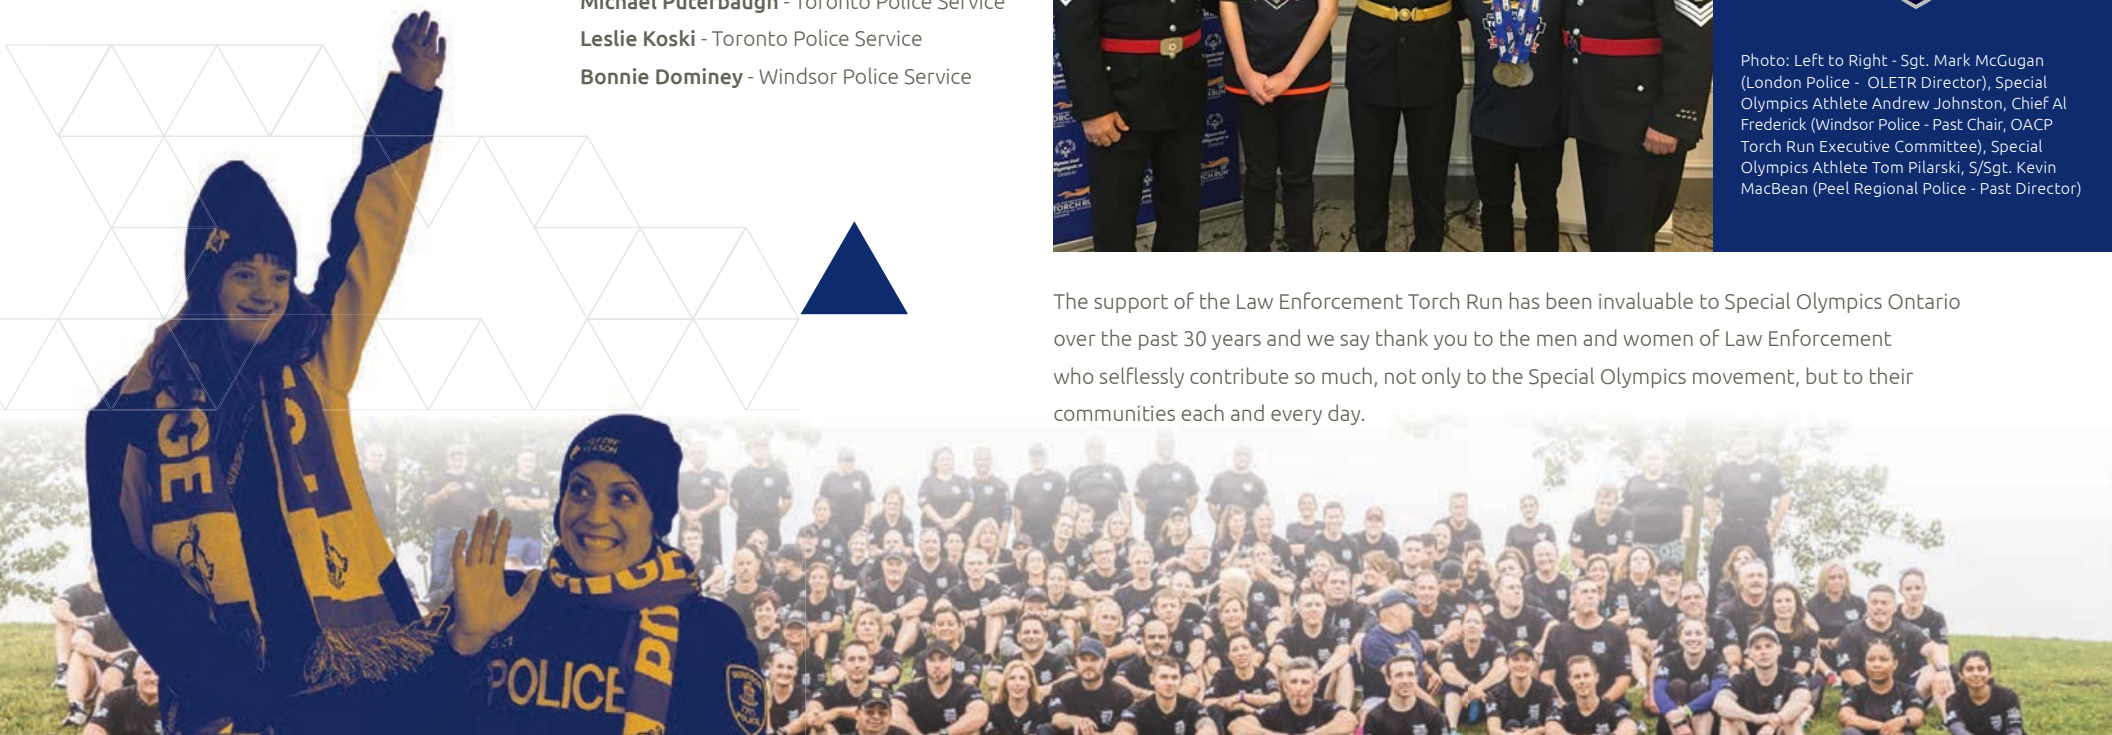 Michael Puterbaugh - Toronto Police Service
Leslie Koski - Toronto Police Service
Bonnie Dominey - Windsor Police Service
Photo: Left to Right - Sgt. Mark McGugan
(London Police -  OLETR Director), Special
Olympics Athlete Andrew Johnston, Chief Al
Frederick (Windsor Police - Past Chair, OACP
Torch Run Executive Committee), Special
Olympics Athlete Tom Pilarski, S/Sgt. Kevin
MacBean (Peel Regional Police - Past Director)
The support of the Law Enforcement Torch Run has been invaluable to Special Olympics Ontario
over the past 30 years and we say thank you to the men and women of Law Enforcement
who selflessly contribute so much, not only to the Special Olympics movement, but to their
communities each and every day.
POLICE